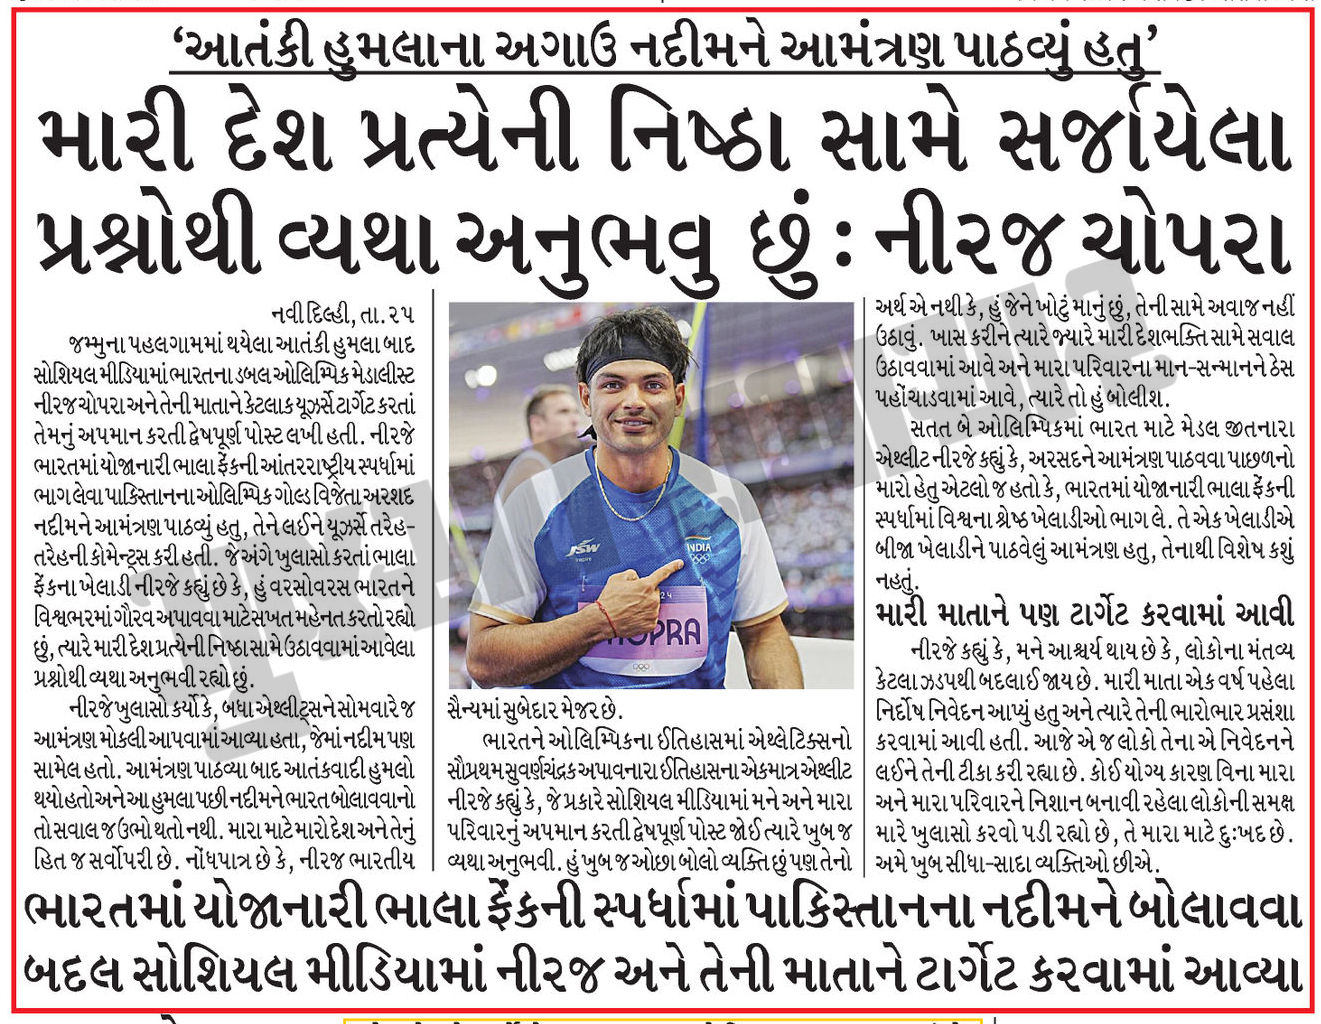 ‘આતંકી હુમલાના અગાઉ નદીમને આમંત્રણ પાઠવ્યું હતુ’
મારી દેશ પ્રત્યેની નિષ્ઠા સામે સર્જાયેલા
પ્રશ્નોથી વ્યથા અનુભવુ છું : નીરજ ચોપરા
નવી દિલ્હી, તા. ૨૫
જમ્મુના પહલગામમાં થયેલા આતંકી હુમલા બાદ
સોશિયલ મીડિયામાં ભારતના ડબલ ઓલિમ્પિક મેડાલીસ્ટ
નીરજ ચોપરા અને તેની માતાને કેટલાક યૂઝર્સે ટાર્ગેટ કરતાં
તેમનું અપમાન કરતી દ્વેષપૂર્ણ પોસ્ટ લખી હતી. નીરજે
ભારતમાં યોજાનારી ભાલા ફેંકની આંતરરાષ્ટ્રીય સ્પર્ધામાં
ભાગ લેવા પાકિસ્તાનના ઓલિમ્પિક ગોલ્ડ વિજેતા અરશદ
નદીમને આમંત્રણ પાઠવ્યું હતુ, તેને લઈને યૂઝર્સે તરેહ-
તરેહની કોમેન્ટ્સ કરી હતી. જે અંગે ખુલાસો કરતાં ભાલા
ફેંકના ખેલાડી નીરજે કહ્યું છે કે, હું વરસોવરસ ભારતને
વિશ્વભરમાં ગૌરવ અપાવવા માટે સખત મહેનત કરતો રહ્યો
છું, ત્યારે મારી દેશ પ્રત્યેની નિષ્ઠા સામે ઉઠાવવામાં આવેલા
પ્રશ્નોથી વ્યથા અનુભવી રહ્યો છું.
નીરજે ખુલાસો કર્યો કે, બધા એથ્લીટ્સને સોમવારે જ
આમંત્રણ મોકલી આપવામાં આવ્યા હતા, જેમાં નદીમ પણ
સામેલ હતો. આમંત્રણ પાઠવ્યા બાદ આતંકવાદી હુમલો
થયો હતો અને આ હુમલા પછી નદીમને ભારત બોલાવવાનો
તો સવાલ જ ઉભો થતો નથી. મારા માટે મારો દેશ અને તેનું
હિત જ સર્વોપરી છે. નોંધપાત્ર છે કે, નીરજ ભારતીય
JSW
INDIA
24
HOPRA
સૈન્યમાં સુબેદાર મેજર છે.
ભારતને ઓલિમ્પિકના ઈતિહાસમાં એથ્લેટિક્સનો
સૌપ્રથમ સુવર્ણચંદ્રક અપાવનારા ઈતિહાસના એકમાત્ર એથ્લીટ
નીરજે કહ્યું કે, જે પ્રકારે સોશિયલ મીડિયામાં મને અને મારા
પરિવારનું અપમાન કરતી દ્વેષપૂર્ણ પોસ્ટ જોઈ ત્યારે ખુબ જ
વ્યથા અનુભવી. હું ખુબ જ ઓછા બોલો વ્યક્તિ છું પણ તેનો
અર્થ એ નથી કે, હું જેને ખોટું માનું છું, તેની સામે અવાજ નહીં
ઉઠાવું. ખાસ કરીને ત્યારે જ્યારે મારી દેશભક્તિ સામે સવાલ
ઉઠાવવામાં આવે અને મારા પરિવારના માન-સન્માનને ઠેસ
પહોંચાડવામાં આવે, ત્યારે તો હું બોલીશ.
સતત બે ઓલિમ્પિકમાં ભારત માટે મેડલ જીતનારા
એથ્લીટ નીરજે કહ્યું કે, અરસદને આમંત્રણ પાઠવવા પાછળનો
મારો હેતુ એટલો જ હતો કે, ભારતમાં યોજાનારી ભાલા ફેંકની
સ્પર્ધામાં વિશ્વના શ્રેષ્ઠ ખેલાડીઓ ભાગ લે. તે એક ખેલાડીએ
બીજા ખેલાડીને પાઠવેલું આમંત્રણ હતુ, તેનાથી વિશેષ કશું
નહતું.
મારી માતાને પણ ટાર્ગેટ કરવામાં આવી
નીરજે કહ્યું કે, મને આશ્ચર્ય થાય છે કે, લોકોના મંતવ્ય
કેટલા ઝડપથી બદલાઈ જાય છે. મારી માતા એક વર્ષ પહેલા
નિર્દોષ નિવેદન આપ્યું હતુ અને ત્યારે તેની ભારોભાર પ્રસંશા
કરવામાં આવી હતી. આજે એ જ લોકો તેના એ નિવેદનને
લઈને તેની ટીકા કરી રહ્યા છે. કોઈ યોગ્ય કારણ વિના મારા
અને મારા પરિવારને નિશાન બનાવી રહેલા લોકોની સમક્ષ
મારે ખુલાસો કરવો પડી રહ્યો છે, તે મારા માટે દુઃખદ છે.
અમે ખુબ સીધા-સાદા વ્યક્તિઓ છીએ.
ભારતમાં યોજાનારી ભાલા ફેંકની સ્પર્ધામાં પાકિસ્તાનના નદીમને બોલાવવા
બદલ સોશિયલ મીડિયામાં નીરજ અને તેની માતાને ટાર્ગેટ કરવામાં આવ્યા